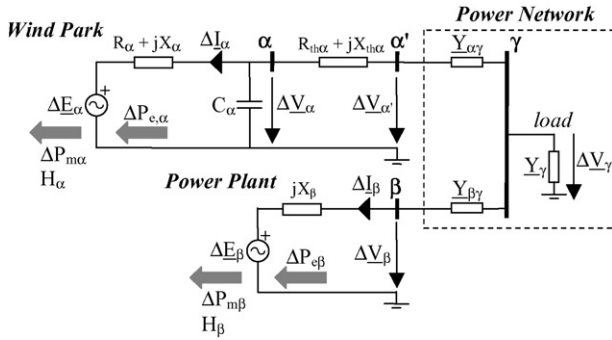 Power Network
Wind Park
Rα + jXα
ΔIα
α
Rthα + jXthα
α'
Yαγ
γ
ΔEα
+
ΔPe,α
Cα
ΔVα
ΔVα'
load
ΔPmα
Hα
Yγ
ΔVγ
Power Plant
jXβ
ΔIβ
β
Yβγ
ΔEβ
+
ΔPeβ
ΔVβ
ΔPmβ
Hβ